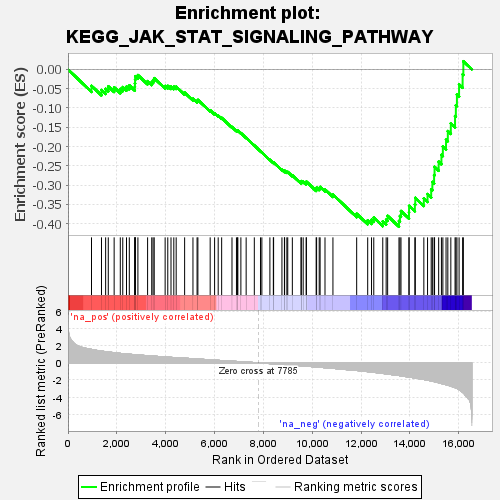 Enrichment plot:
KEGG_JAK_STAT_SIGNALING_PATHWAY
Enrichment score (ES)
0.00
-0.05
-0.10
-0.15
-0.20
-0.25
-0.30
-0.35
-0.40
'na_pos' (positively correlated)
Ranked list metric (PreRanked)
6
4
2
0
-2
-4
-6
Zero cross at 7785
'na_neg' (negatively correlated)
0
2,000
4,000
6,000
8,000
10,000
12,000
14,000
16,000
Rank in Ordered Dataset
Enrichment profile
Hits
Ranking metric scores